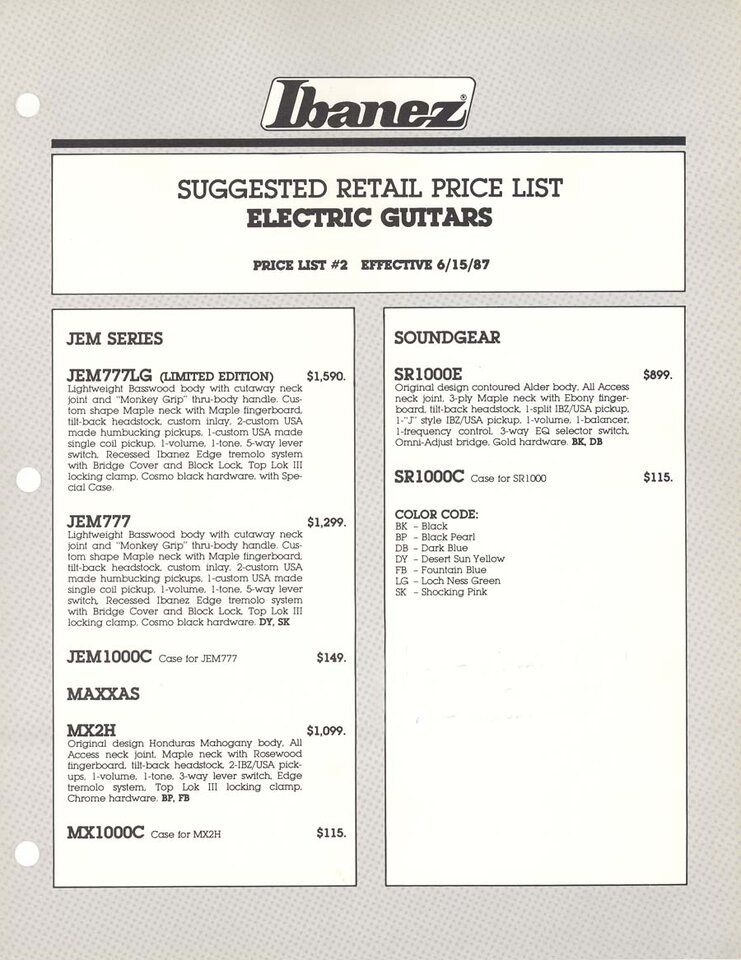 Ibanez®
SUGGESTED RETAIL PRICE LIST
ELECTRIC GUITARS
PRICE LIST #2 EFFECTIVE 6/15/87
JEM SERIES
JEM777LG (LIMITED EDITION) $1,590.
Lightweight Basswood body with cutaway neck
joint and "Monkey Grip" thru-body handle. Cus-
tom shape Maple neck with Maple fingerboard,
tilt-back headstock, custom inlay, 2-custom USA
made humbucking pickups, 1-custom USA made
single coil pickup, 1-volume, 1-tone, 5-way lever
switch, Recessed Ibanez Edge tremolo system
with Bridge Cover and Block Lock, Top Lok III
locking clamp, Cosmo black hardware, with Spe-
cial Case.
JEM777 $1,299.
Lightweight Basswood body with cutaway neck
joint and "Monkey Grip" thru-body handle. Cus-
tom shape Maple neck with Maple fingerboard,
tilt-back headstock, custom inlay, 2-custom USA
made humbucking pickups, 1-custom USA made
single coil pickup, 1-volume, 1-tone, 5-way lever
switch, Recessed Ibanez Edge tremolo system
with Bridge Cover and Block Lock, Top Lok III
locking clamp, Cosmo black hardware. DY, SK
JEM1000C Case for JEM777 $149.
MAXXAS
MX2H $1,099.
Original design Honduras Mahogany body, All
Access neck joint, Maple neck with Rosewood
fingerboard, tilt-back headstock, 2-IBZ/USA pick-
ups, 1-volume, 1-tone, 3-way lever switch, Edge
tremolo system, Top Lok III locking clamp,
Chrome hardware. BP, FB
MX1000C Case for MX2H $115.
SOUNDGEAR
SR1000E $899.
Original design contoured Alder body, All Access
neck joint, 3-ply Maple neck with Ebony finger-
board, tilt-back headstock, 1-split IBZ/USA pickup,
1-"J" style IBZ/USA pickup, 1-volume, 1-balancer,
1-frequency control, 3-way EQ selector switch,
Omni-Adjust bridge, Gold hardware. BK, DB
SR1000C Case for SR1000 $115.
COLOR CODE:
BK – Black
BP – Black Pearl
DB – Dark Blue
DY – Desert Sun Yellow
FB – Fountain Blue
LG – Loch Ness Green
SK – Shocking Pink